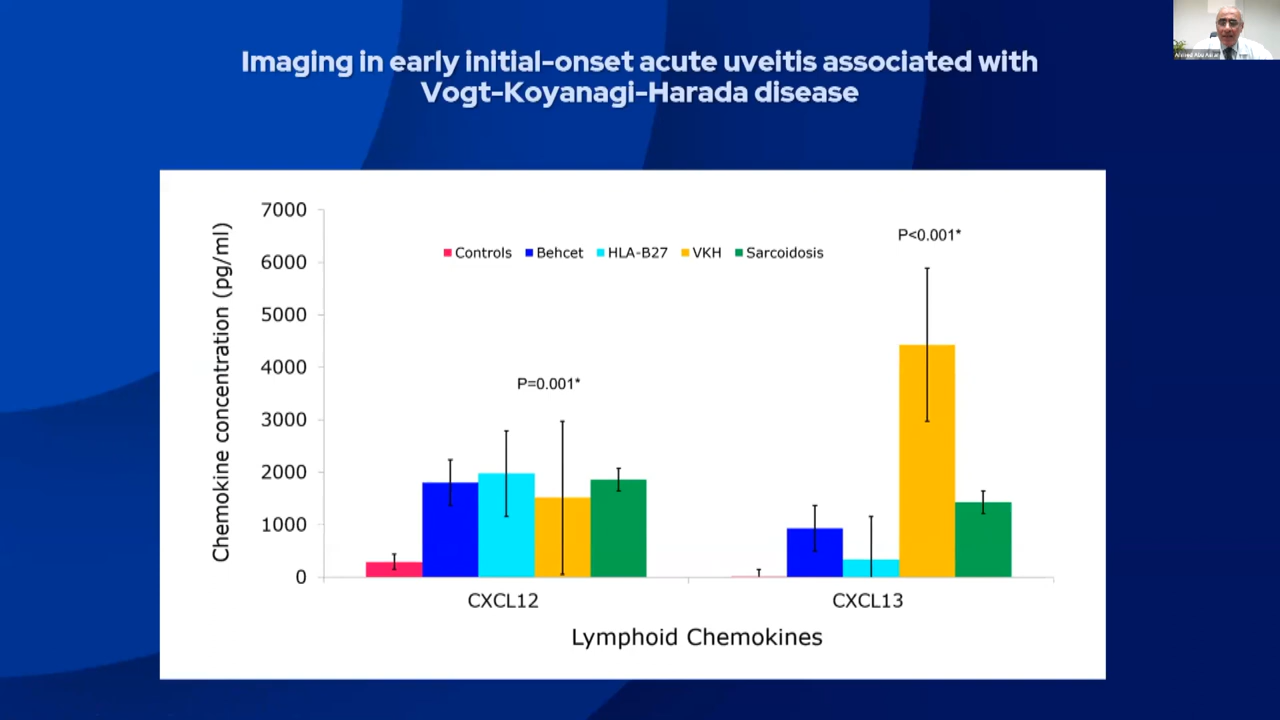 Imaging in early initial-onset acute uveitis associated with
Vogt-Koyanagi-Harada disease
Chemokine concentration (pg/ml)
7000
6000
5000
4000
3000
2000
1000
0
Controls Behcet HLA-B27 VKH Sarcoidosis
P=0.001*
P<0.001*
CXCL12 CXCL13
Lymphoid Chemokines